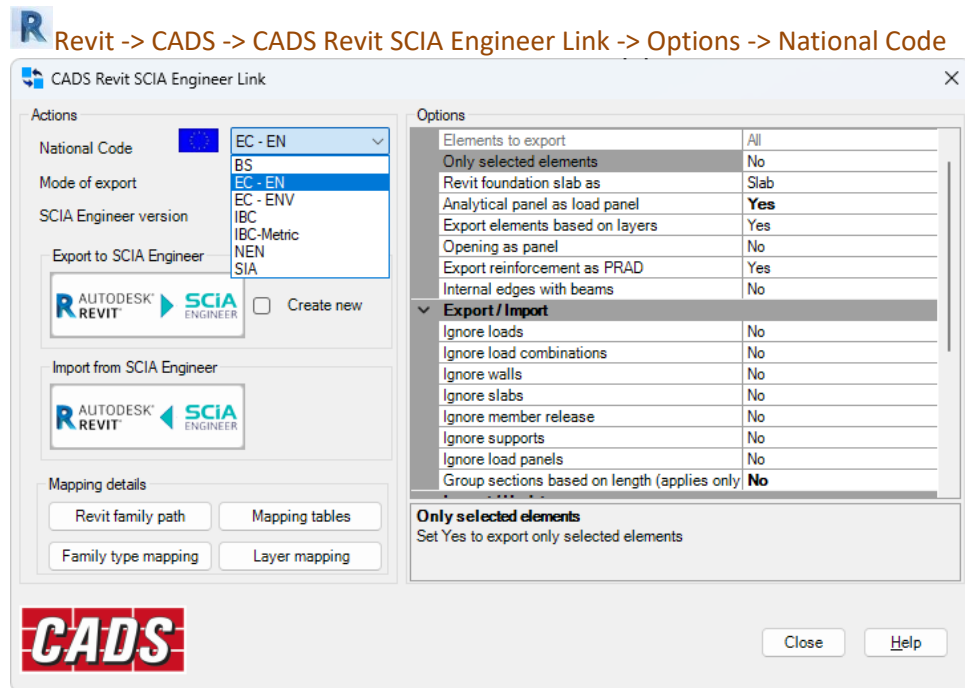 R Revit -> CADS -> CADS Revit SCIA Engineer Link -> Options -> National Code
CADS Revit SCIA Engineer Link
Actions
National Code EC - EN
BS
EC - EN
EC - ENV
IBC
IBC-Metric
NEN
SIA
Mode of export
SCIA Engineer version
Export to SCIA Engineer
R AUTODESK® REVIT® SCiA ENGINEER
Create new
Import from SCIA Engineer
R AUTODESK® REVIT® SCiA ENGINEER
Mapping details
Revit family path Mapping tables
Family type mapping Layer mapping
Options
Elements to export All
Only selected elements No
Revit foundation slab as Slab
Analytical panel as load panel Yes
Export elements based on layers Yes
Opening as panel No
Export reinforcement as PRAD Yes
Internal edges with beams No
Export / Import
Ignore loads No
Ignore load combinations No
Ignore walls No
Ignore slabs No
Ignore member release No
Ignore supports No
Ignore load panels No
Group sections based on length (applies only No
Only selected elements
Set Yes to export only selected elements
CADS
Close Help